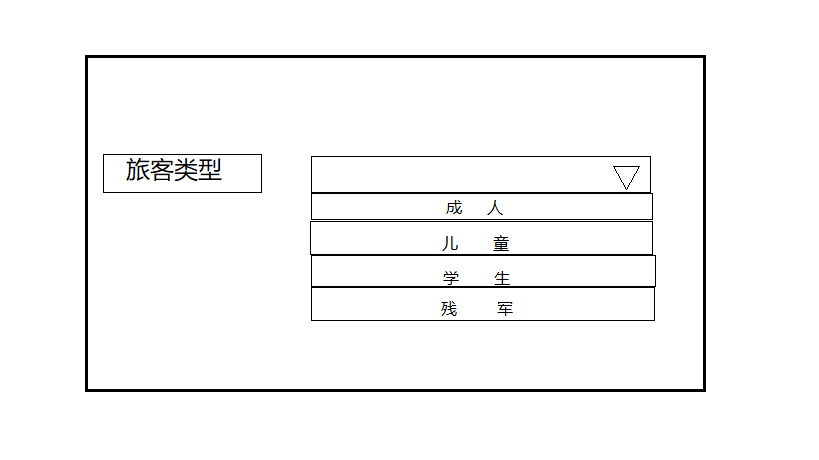 旅客类型
成 人
儿 童
学 生
残 军